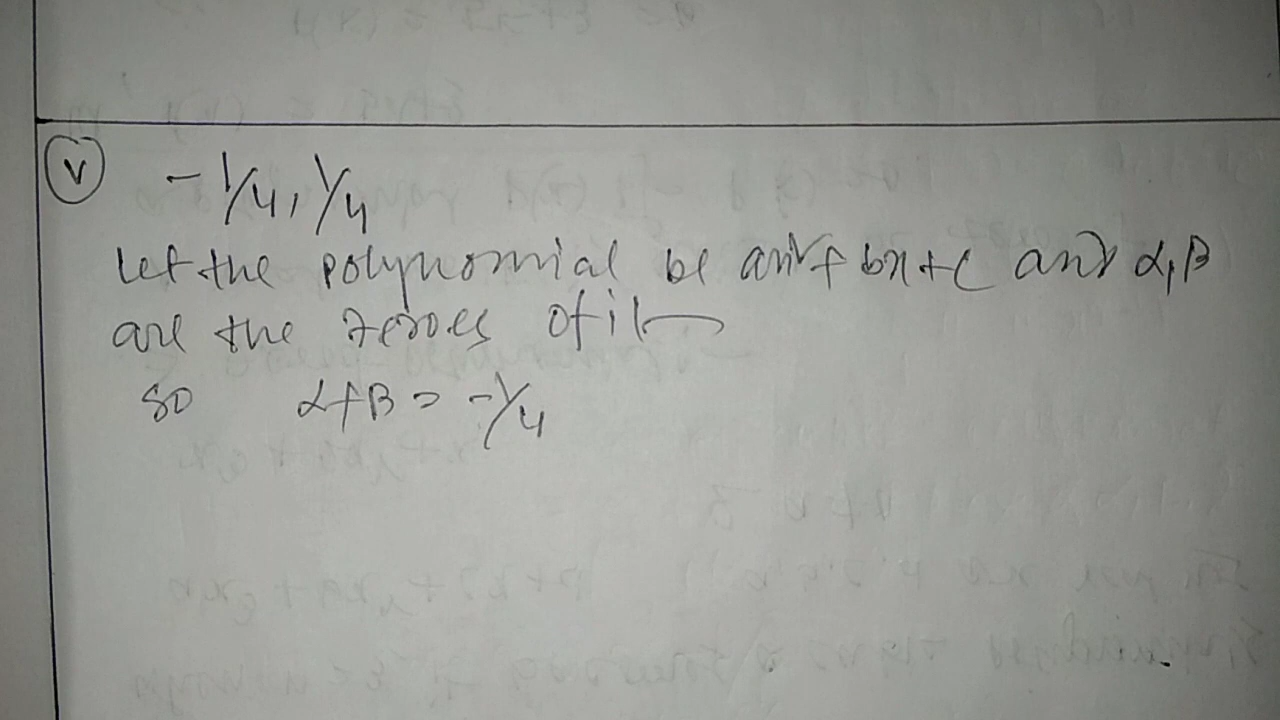 (v) -1/4, 1/4
Let the polynomial be ax²+bx+c and α, β
are the zeroes of it
so α+β = -1/4